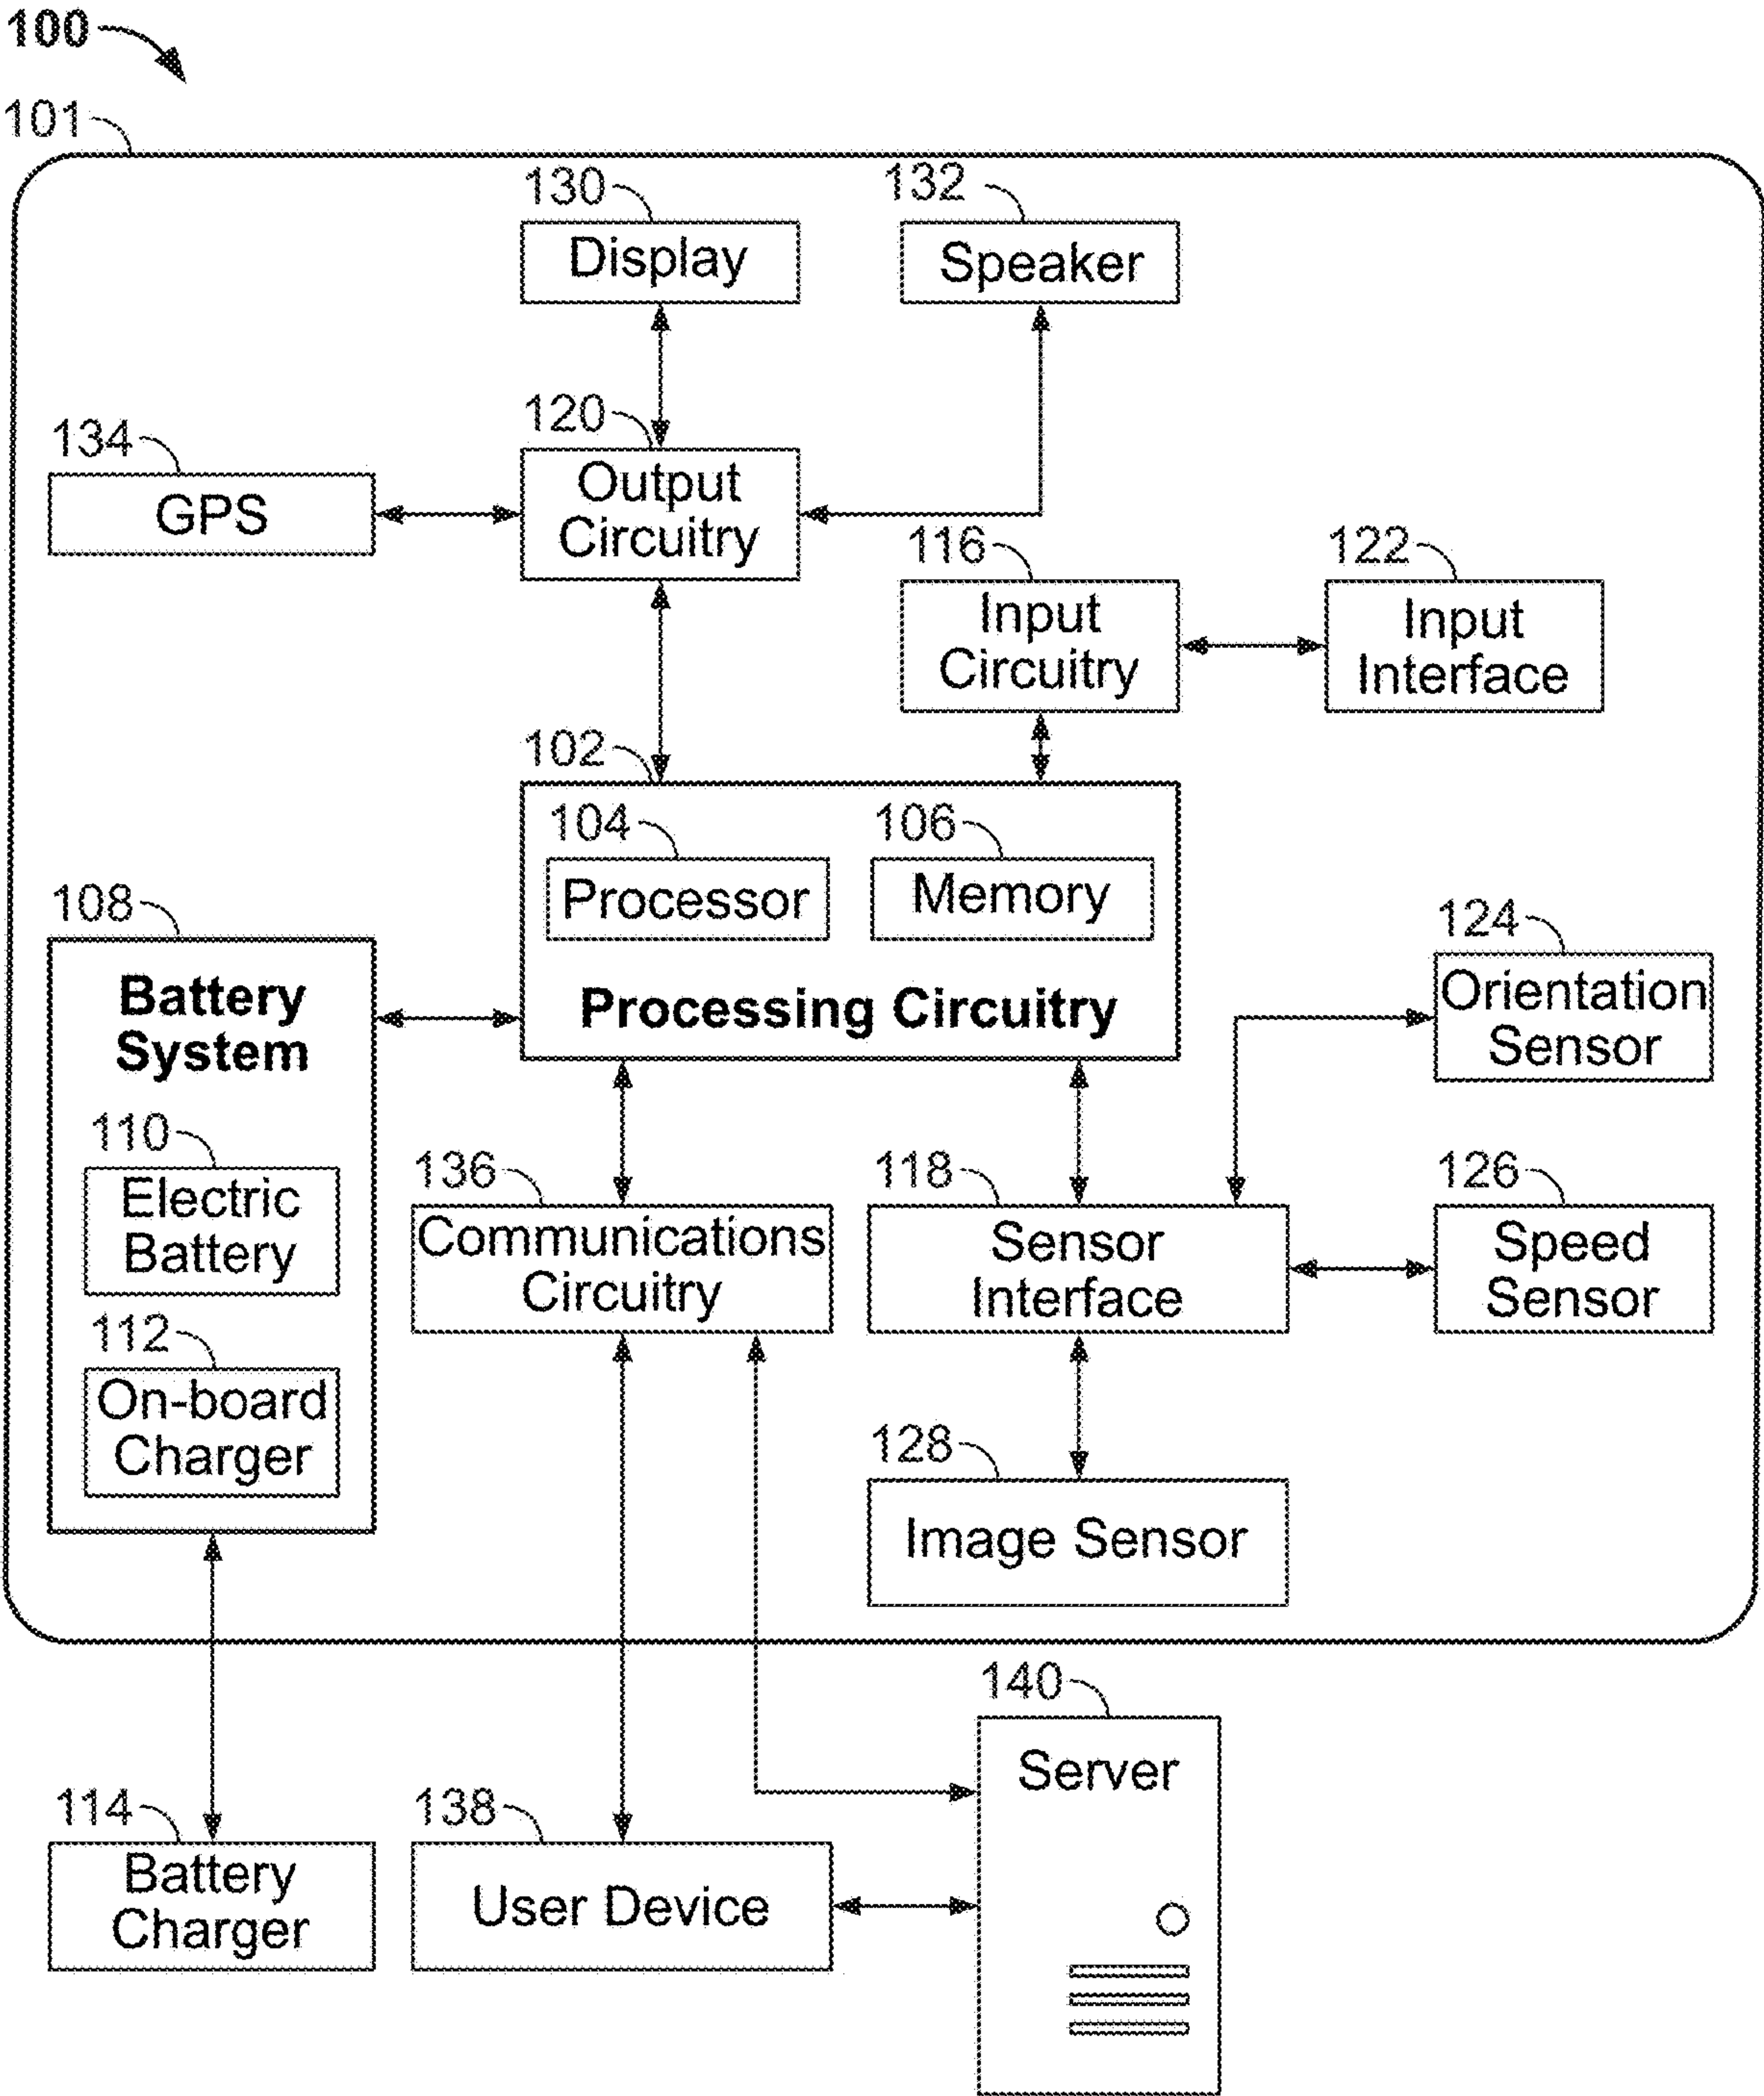 100
101
130
Display
132
Speaker
134
GPS
120
Output
Circuitry
116
Input
Circuitry
122
Input
Interface
102
104
Processor
106
Memory
Processing Circuitry
108
Battery
System
110
Electric
Battery
112
On-board
Charger
124
Orientation
Sensor
136
Communications
Circuitry
118
Sensor
Interface
126
Speed
Sensor
128
Image Sensor
114
Battery
Charger
138
User Device
140
Server